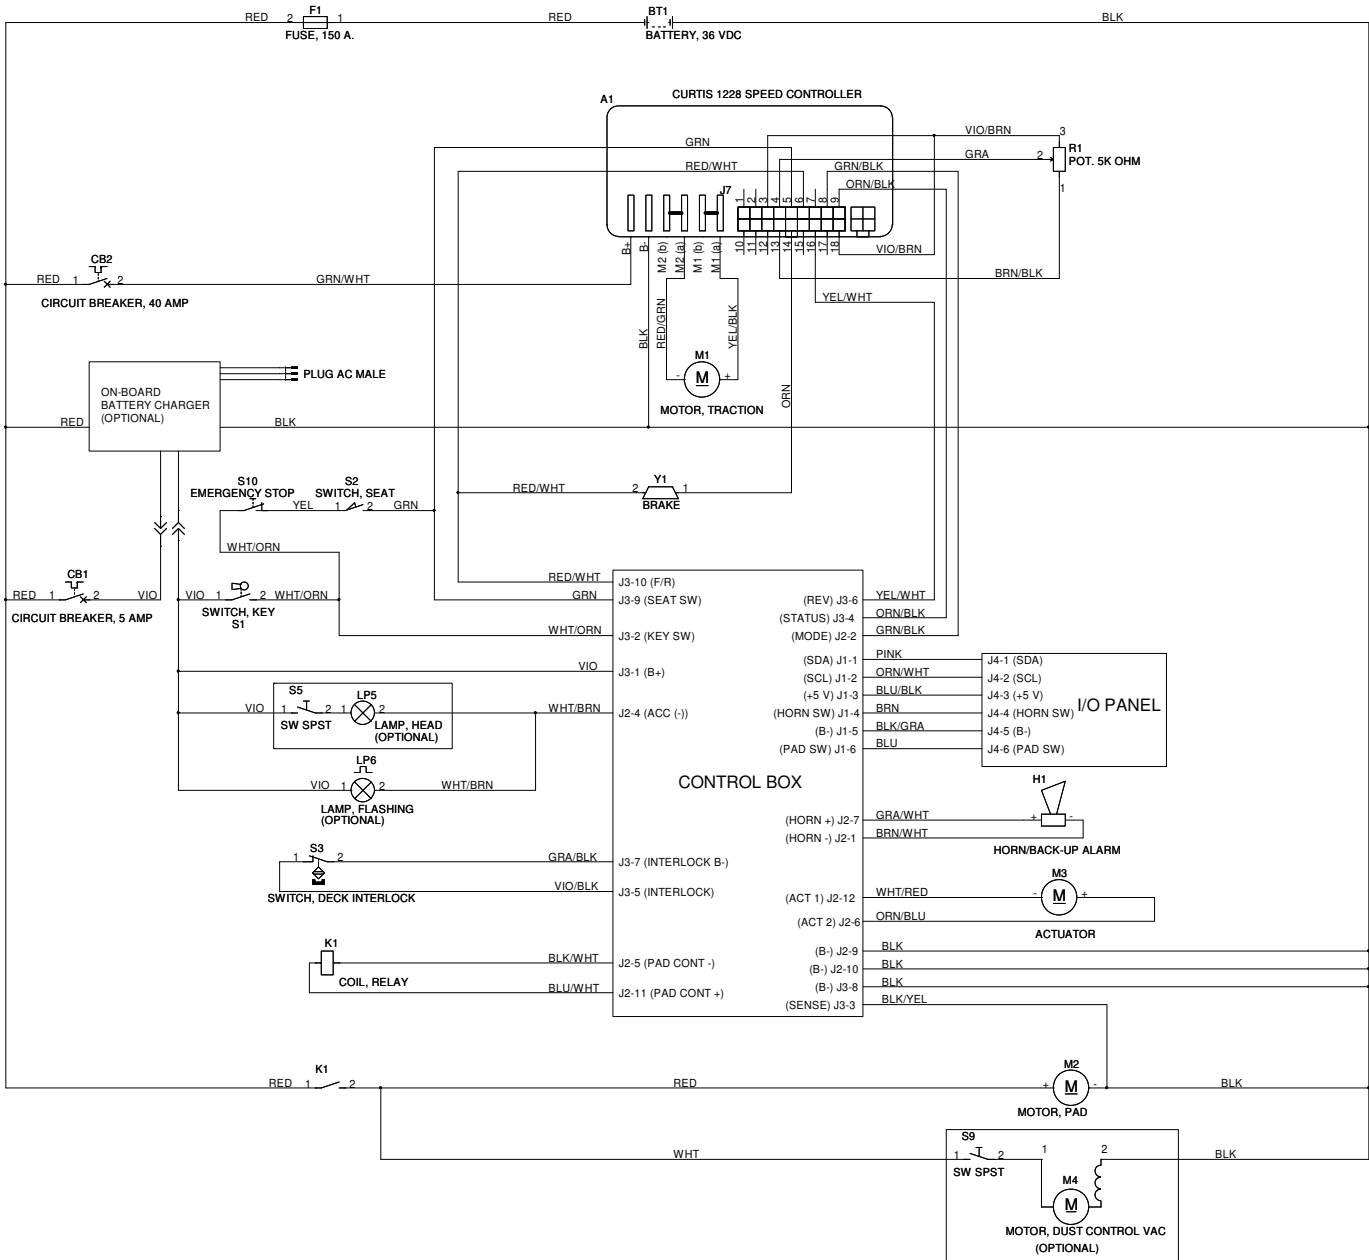 RED 2 F1 1 RED BT1 BLK
FUSE, 150 A. BATTERY, 36 VDC
A1 CURTIS 1228 SPEED CONTROLLER
VIO/BRN 3
GRN
GRA 2 R1
POT. 5K OHM
RED/WHT GRN/BLK
ORN/BLK 1
J7
1 2 3 4 5 6 7 8 9
10 11 12 13 14 15 16 17 18
B+ B- M2 (b) M2 (a) M1 (b) M1 (a)
VIO/BRN
CB2
RED 1 2 GRN/WHT
BRN/BLK
CIRCUIT BREAKER, 40 AMP
YEL/WHT
BLK RED/GRN YEL/BLK
M1
- M +
MOTOR, TRACTION
ORN
PLUG AC MALE
ON-BOARD
BATTERY CHARGER
(OPTIONAL)
RED BLK
S10
EMERGENCY STOP
S2
SWITCH, SEAT
YEL 1 2 GRN
RED/WHT 2 Y1 1
BRAKE
WHT/ORN
CB1
RED 1 2 VIO
CIRCUIT BREAKER, 5 AMP
VIO 1 2 WHT/ORN
SWITCH, KEY
S1
RED/WHT J3-10 (F/R)
GRN J3-9 (SEAT SW)
WHT/ORN J3-2 (KEY SW)
VIO J3-1 (B+)
WHT/BRN J2-4 (ACC (-))
S5
VIO 1 2
SW SPST
LP5
1 2
LAMP, HEAD
(OPTIONAL)
LP6
VIO 1 2 WHT/BRN
LAMP, FLASHING
(OPTIONAL)
S3
1 2 GRA/BLK J3-7 (INTERLOCK B-)
VIO/BLK J3-5 (INTERLOCK)
SWITCH, DECK INTERLOCK
K1
BLK/WHT J2-5 (PAD CONT -)
COIL, RELAY
BLU/WHT J2-11 (PAD CONT +)
CONTROL BOX
(REV) J3-6 YEL/WHT
(STATUS) J3-4 ORN/BLK
(MODE) J2-2 GRN/BLK
(SDA) J1-1 PINK J4-1 (SDA)
(SCL) J1-2 ORN/WHT J4-2 (SCL)
(+5 V) J1-3 BLU/BLK J4-3 (+5 V)
(HORN SW) J1-4 BRN J4-4 (HORN SW)
(B-) J1-5 BLK/GRA J4-5 (B-)
(PAD SW) J1-6 BLU J4-6 (PAD SW)
I/O PANEL
H1
(HORN +) J2-7 GRA/WHT + -
(HORN -) J2-1 BRN/WHT
HORN/BACK-UP ALARM
M3
(ACT 1) J2-12 WHT/RED - M +
(ACT 2) J2-6 ORN/BLU
ACTUATOR
(B-) J2-9 BLK
(B-) J2-10 BLK
(B-) J3-8 BLK
(SENSE) J3-3 BLK/YEL
K1
RED 1 2 RED
M2
+ M - BLK
MOTOR, PAD
WHT
S9
1 2
SW SPST
1 2 BLK
M4
M
MOTOR, DUST CONTROL VAC
(OPTIONAL)